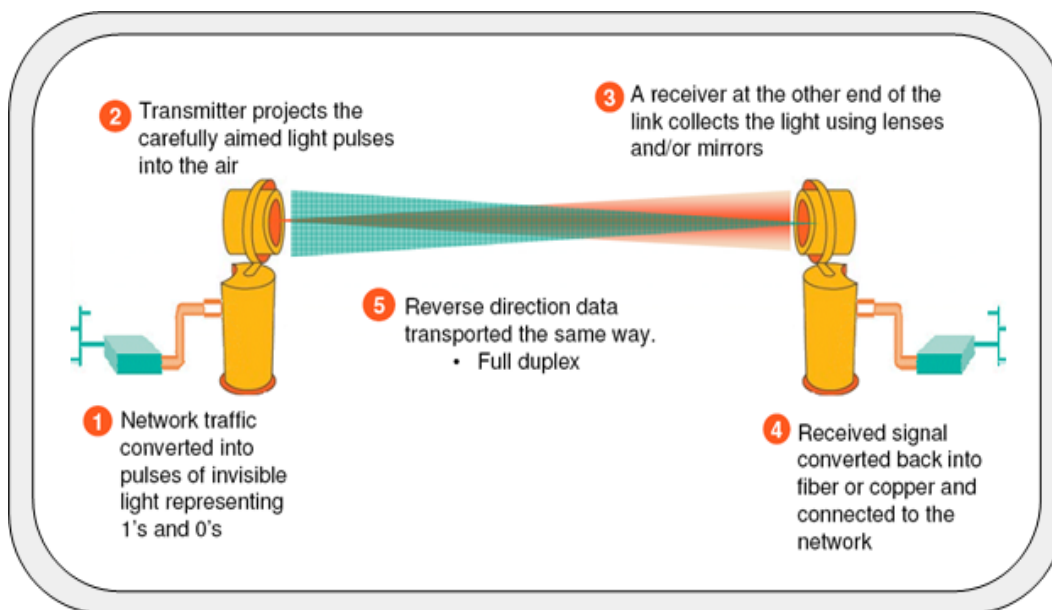 1 Network traffic
converted into
pulses of invisible
light representing
1's and 0's
2 Transmitter projects the
carefully aimed light pulses
into the air
3 A receiver at the other end of the
link collects the light using lenses
and/or mirrors
4 Received signal
converted back into
fiber or copper and
connected to the
network
5 Reverse direction data
transported the same way.
• Full duplex